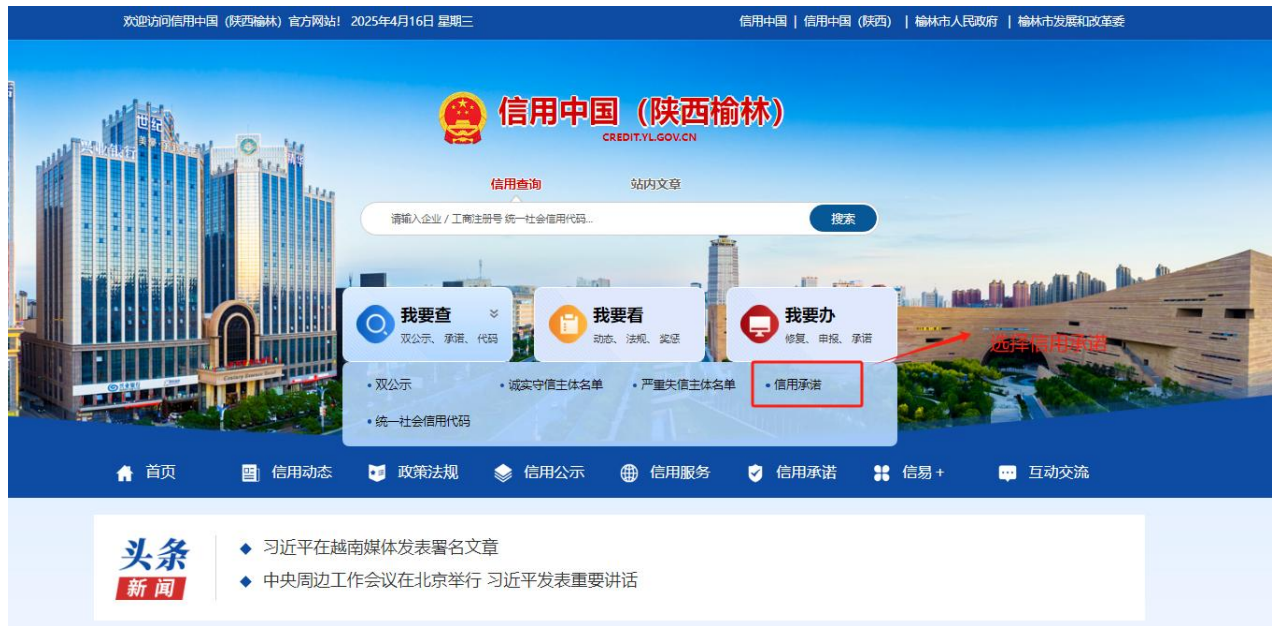 欢迎访问信用中国（陕西榆林）官方网站！ 2025年4月16日 星期三
信用中国 | 信用中国（陕西） | 榆林市人民政府 | 榆林市发展和改革委
信用中国（陕西榆林）
CREDIT.YL.GOV.CN
信用查询 站内文章
请输入企业 / 工商注册号 统一社会信用代码... 搜索
我要查 我要看 我要办
双公示、承诺、代码 动态、法规、奖惩 修复、申报、承诺
选择信用承诺
• 双公示 • 诚实守信主体名单 • 严重失信主体名单 • 信用承诺
• 统一社会信用代码
首页 信用动态 政策法规 信用公示 信用服务 信用承诺 信易+ 互动交流
头条
新闻
◆ 习近平在越南媒体发表署名文章
◆ 中央周边工作会议在北京举行 习近平发表重要讲话